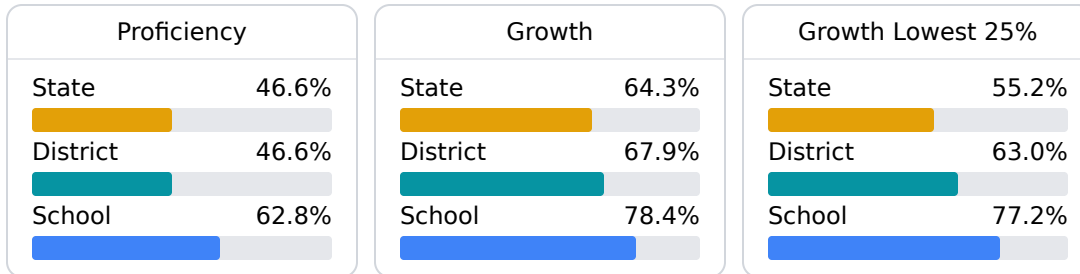 Proficiency
State 46.6%
District 46.6%
School 62.8%
Growth
State 64.3%
District 67.9%
School 78.4%
Growth Lowest 25%
State 55.2%
District 63.0%
School 77.2%